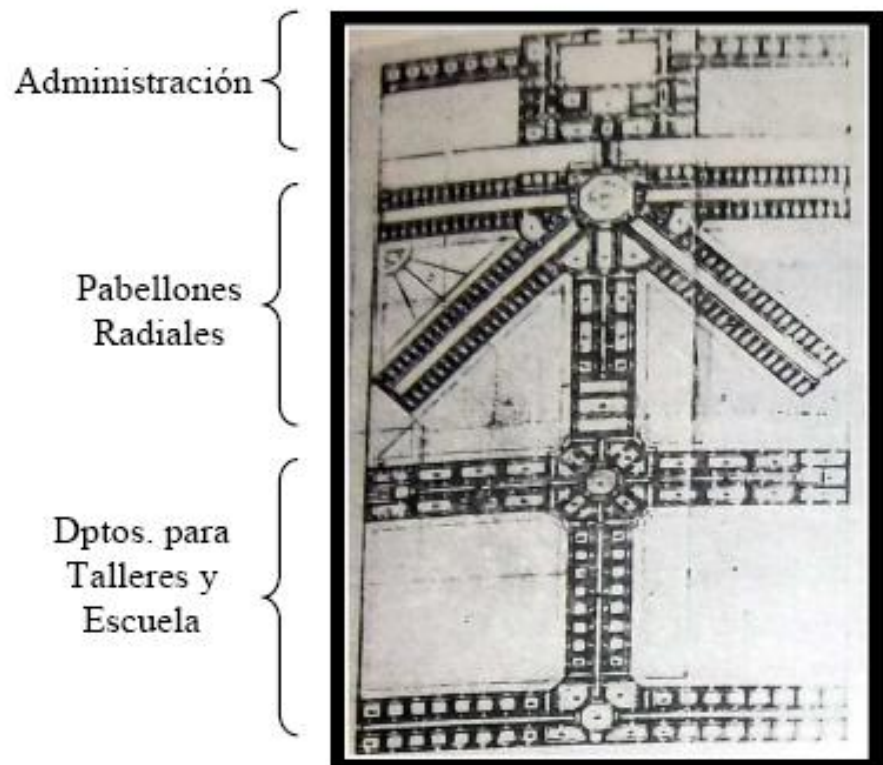 Administración
Pabellones
Radiales
Dptos. para
Talleres y
Escuela